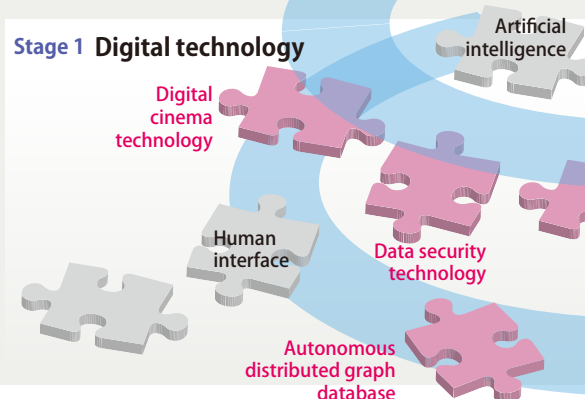 Stage 1 Digital technology
Artificial
intelligence
Digital
cinema
technology
Human
interface
Data security
technology
Autonomous
distributed graph
database